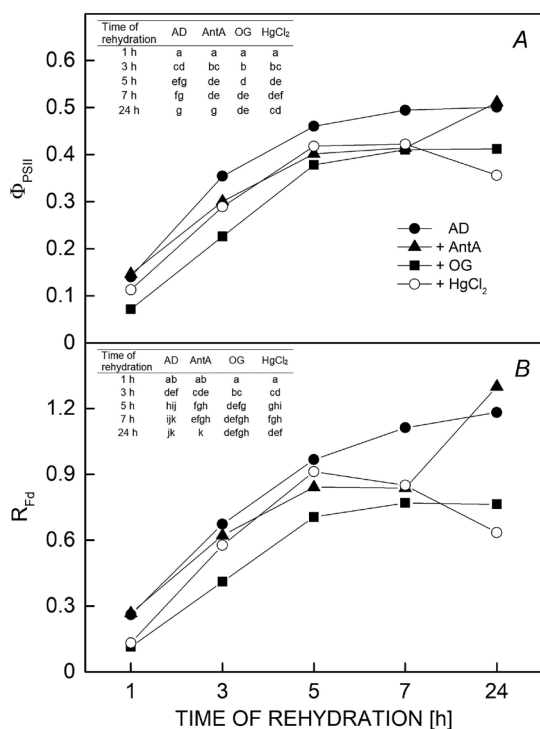 A
Time of rehydration AD AntA OG HgCl₂
1 h a a a a
3 h cd bc b bc
5 h efg de d de
7 h fg de de def
24 h g g de cd
0.6
0.5
0.4
0.3
0.2
0.1
0
Φ_PSII
AD
+ AntA
+ OG
+ HgCl₂
B
Time of rehydration AD AntA OG HgCl₂
1 h ab ab a a
3 h def cde bc cd
5 h hij fgh defg ghi
7 h ijk efgh defgh fgh
24 h jk k defgh def
1.2
0.9
0.6
0.3
0
R_Fd
1 3 5 7 24
TIME OF REHYDRATION [h]